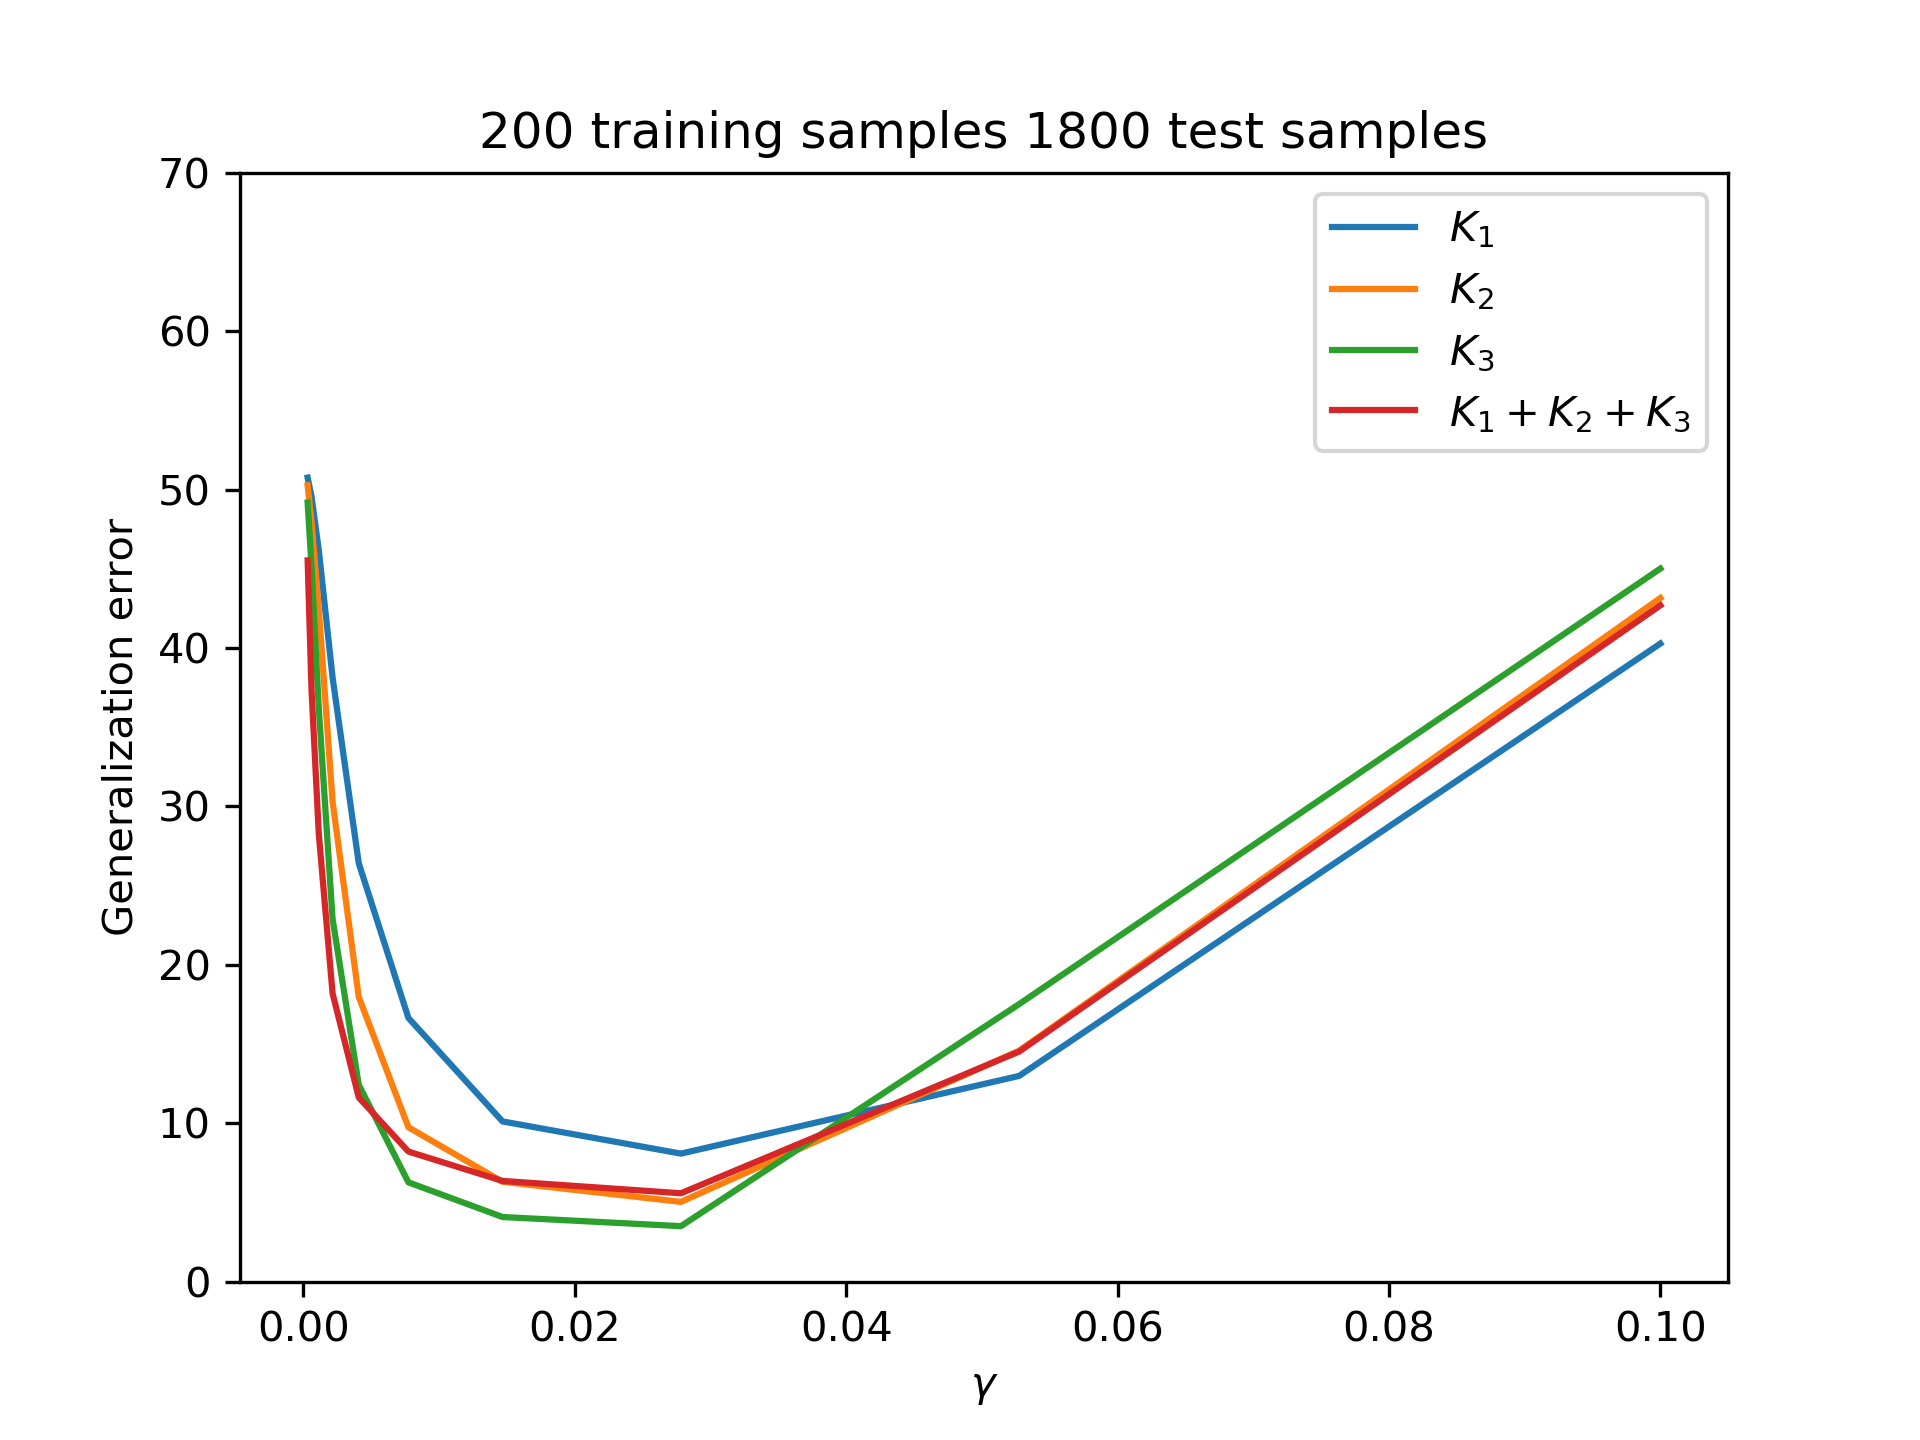 200 training samples 1800 test samples
70
60
50
40
30
20
10
0
Generalization error
K₁
K₂
K₃
K₁ + K₂ + K₃
0.00 0.02 0.04 0.06 0.08 0.10
γ